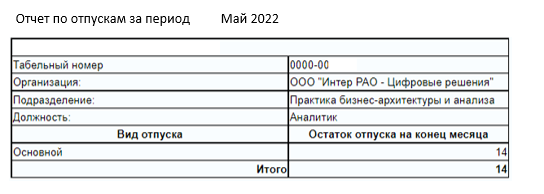 Отчет по отпускам за период Май 2022
Табельный номер 0000-00
Организация: ООО "Интер РАО - Цифровые решения"
Подразделение: Практика бизнес-архитектуры и анализа
Должность: Аналитик
Вид отпуска Остаток отпуска на конец месяца
Основной 14
Итого 14